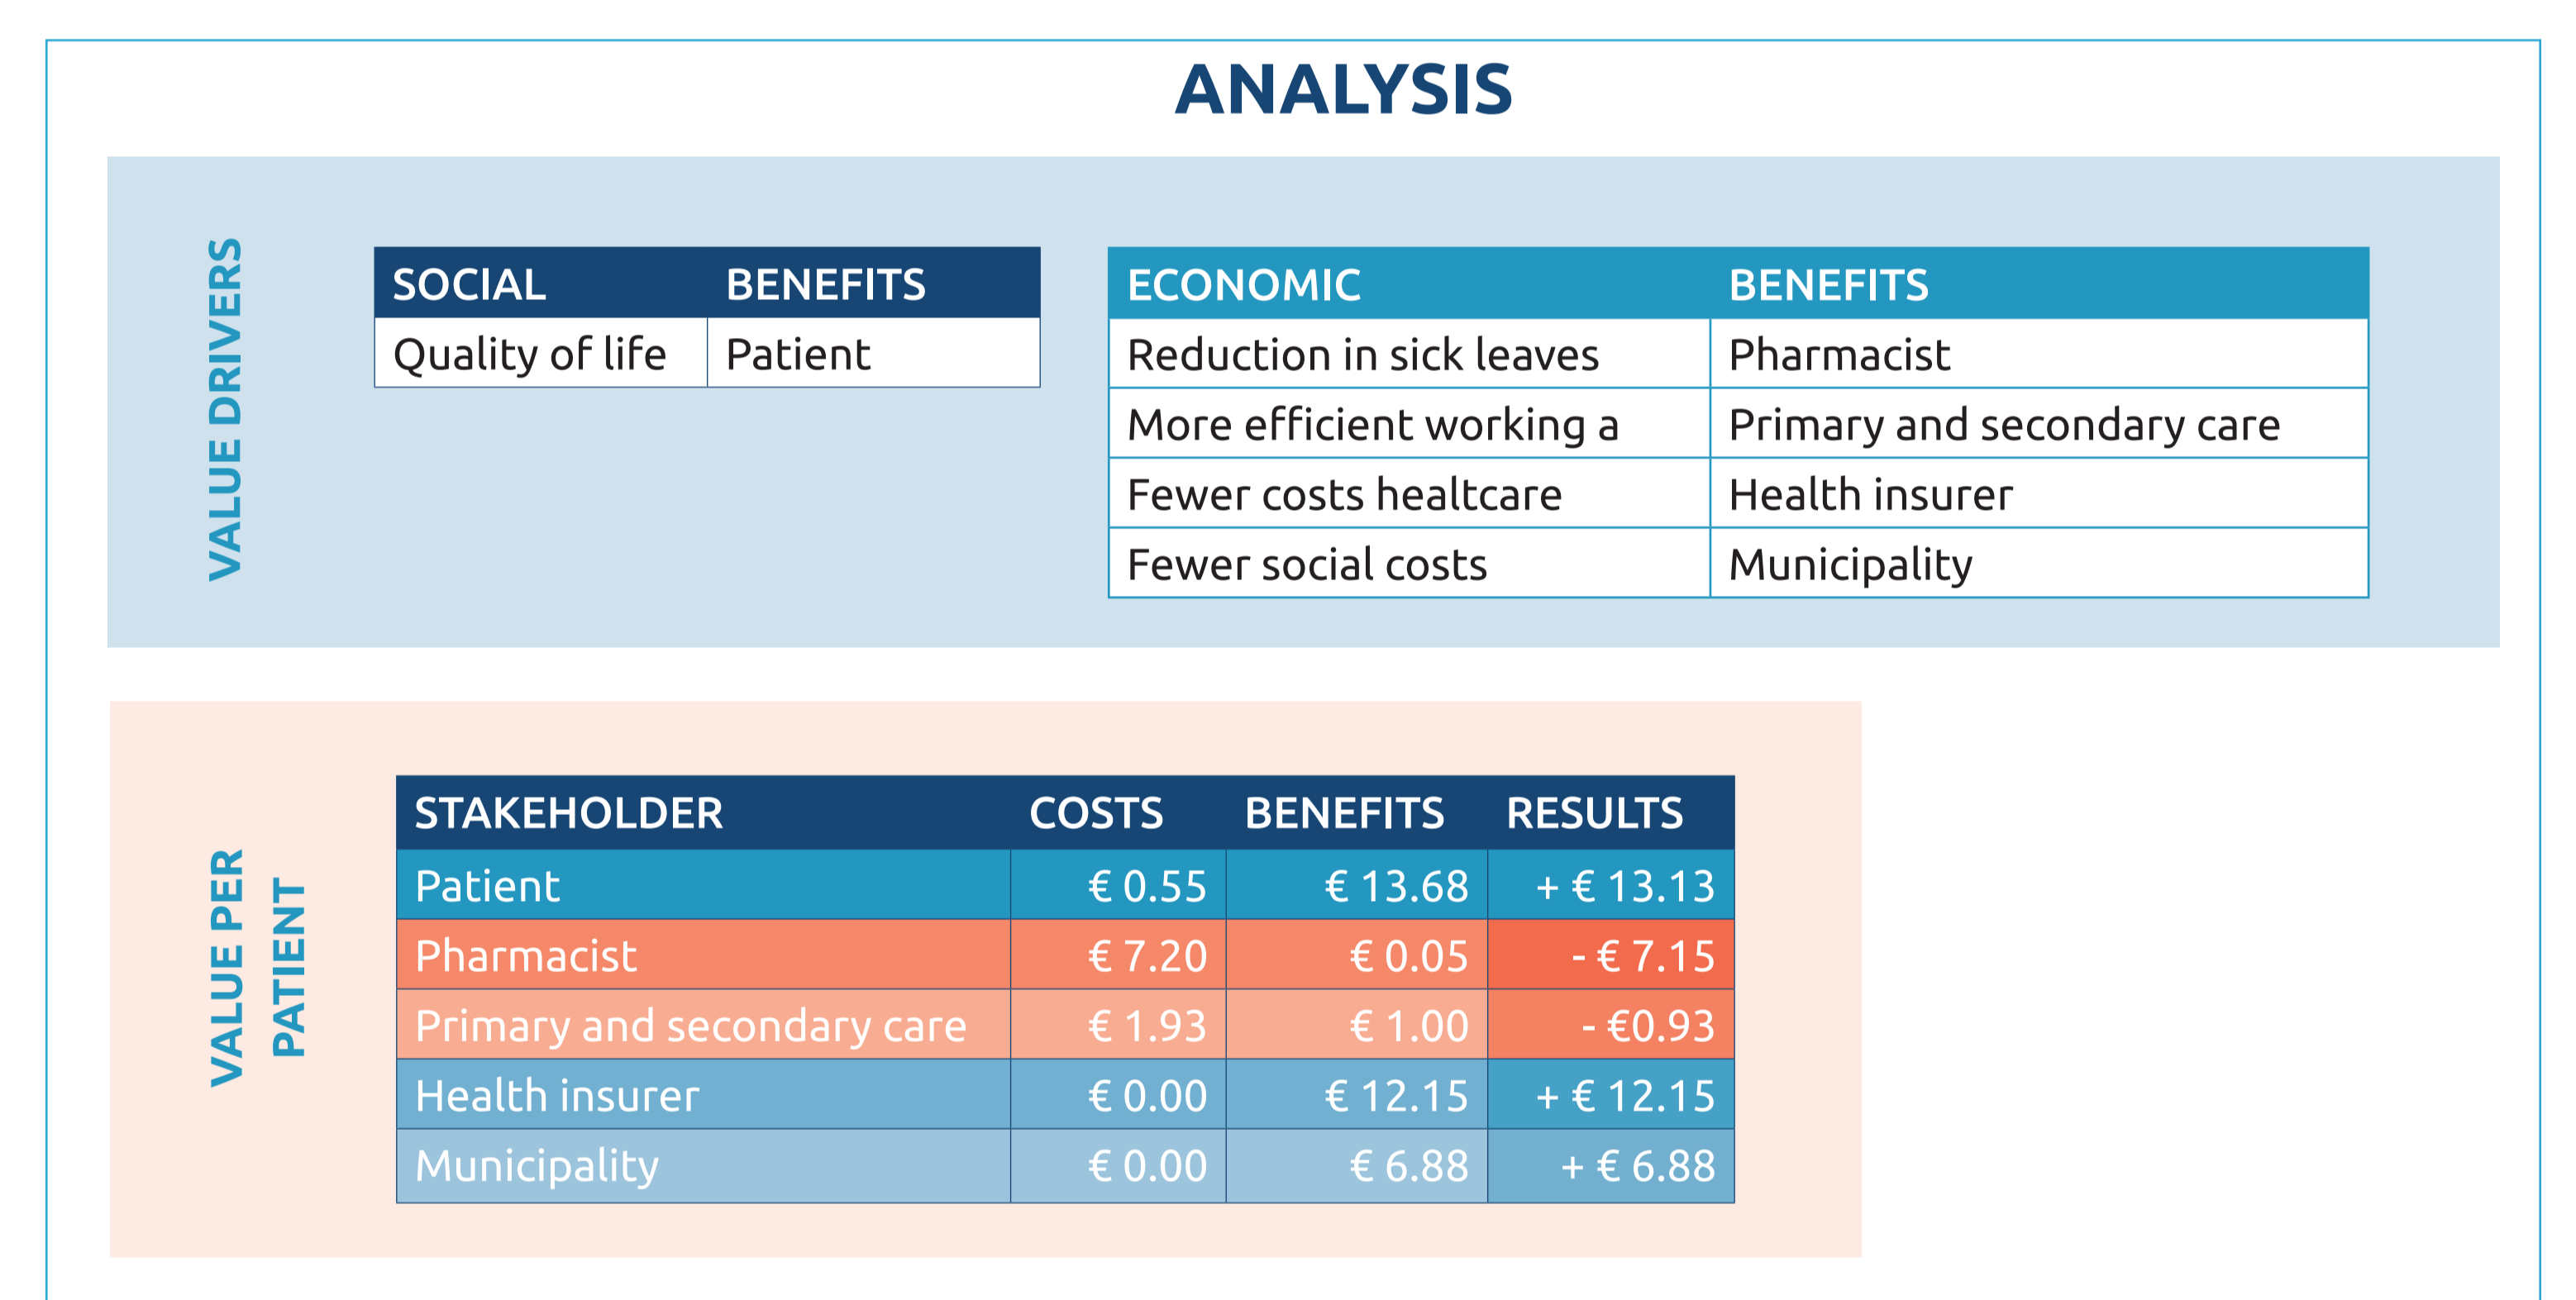 ANALYSIS
VALUE DRIVERS
SOCIAL BENEFITS
Quality of life Patient
ECONOMIC BENEFITS
Reduction in sick leaves Pharmacist
More efficient working a Primary and secondary care
Fewer costs healtcare Health insurer
Fewer social costs Municipality
VALUE PER
PATIENT
STAKEHOLDER COSTS BENEFITS RESULTS
Patient € 0.55 € 13.68 + € 13.13
Pharmacist € 7.20 € 0.05 - € 7.15
Primary and secondary care € 1.93 € 1.00 - €0.93
Health insurer € 0.00 € 12.15 + € 12.15
Municipality € 0.00 € 6.88 + € 6.88